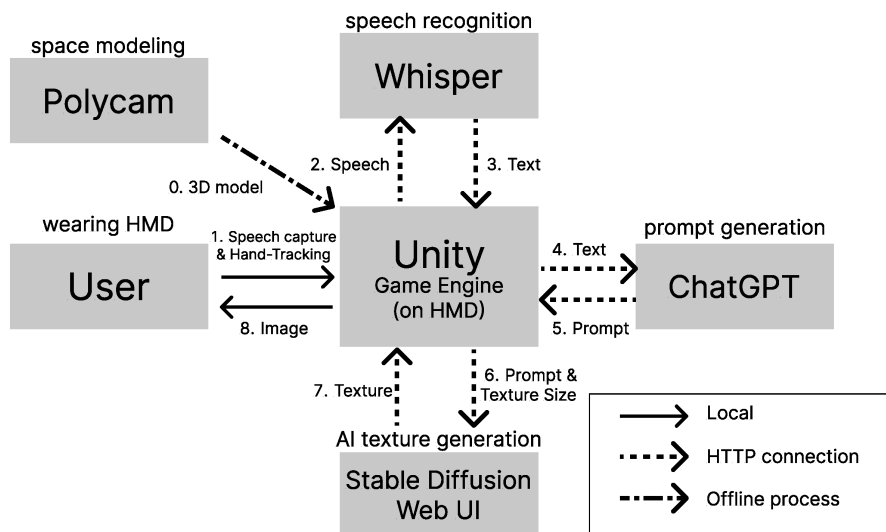 speech recognition
Whisper
space modeling
Polycam
2. Speech
3. Text
0. 3D model
wearing HMD
User
1. Speech capture
& Hand-Tracking
8. Image
Unity
Game Engine
(on HMD)
4. Text
5. Prompt
prompt generation
ChatGPT
7. Texture
6. Prompt &
Texture Size
AI texture generation
Stable Diffusion
Web UI
Local
HTTP connection
Offline process